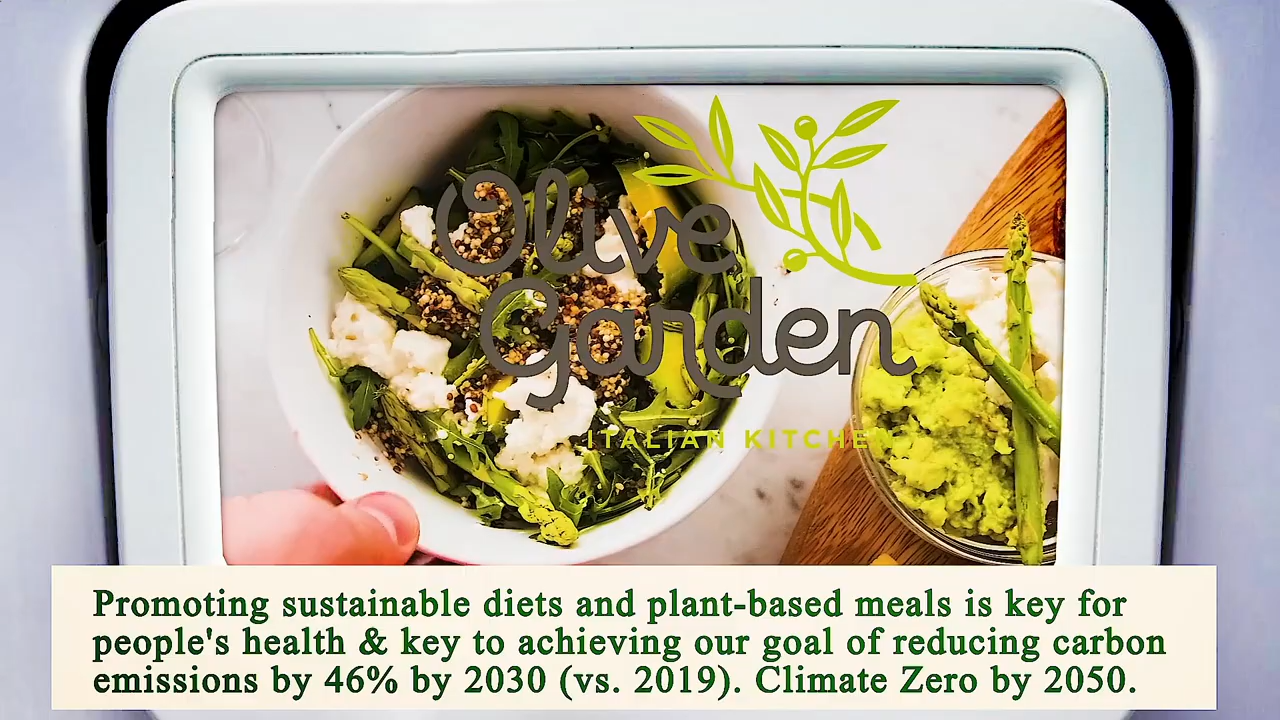 Olive
Garden
ITALIAN KITCHEN
Promoting sustainable diets and plant-based meals is key for
people's health & key to achieving our goal of reducing carbon
emissions by 46% by 2030 (vs. 2019). Climate Zero by 2050.